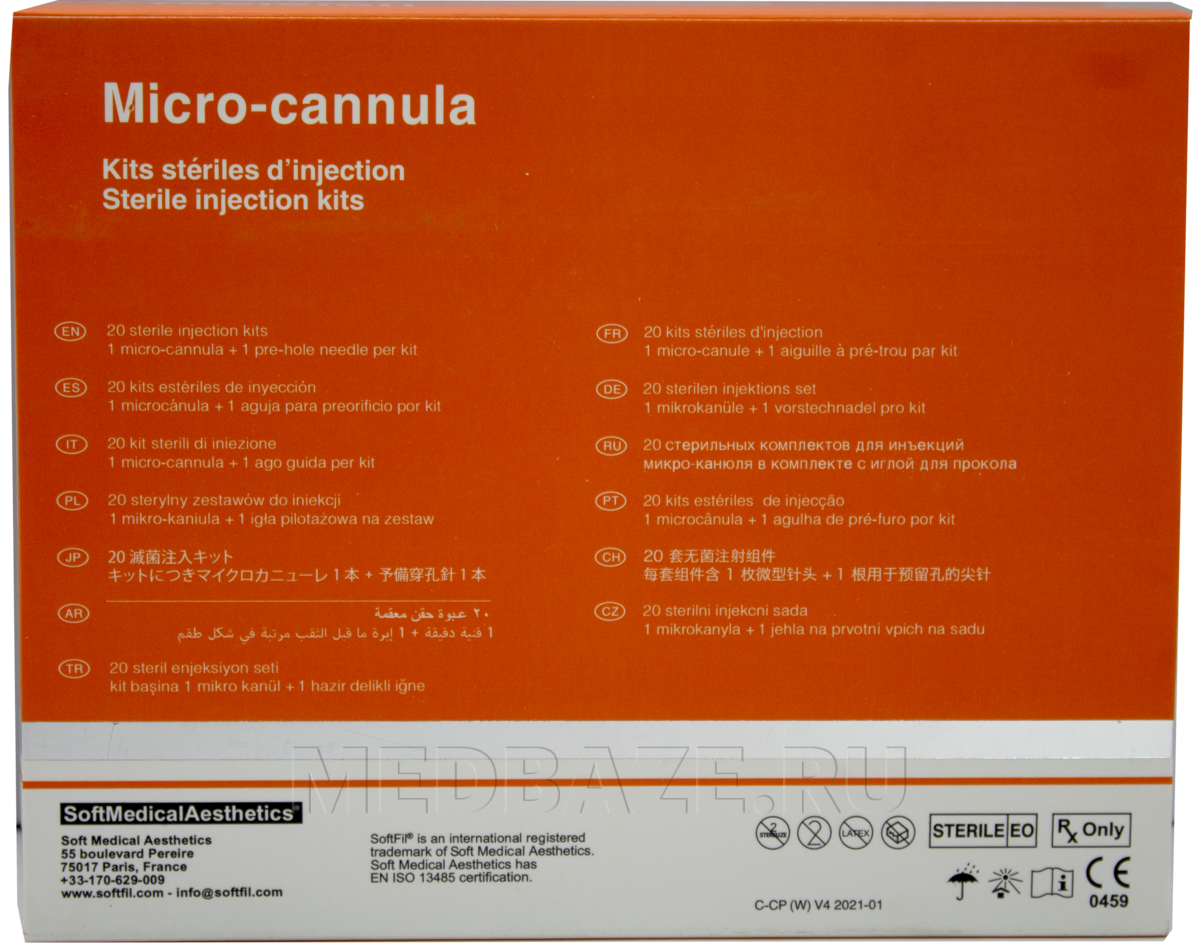 Micro-cannula
Kits stériles d'injection
Sterile injection kits
EN
20 sterile injection kits
1 micro-cannula + 1 pre-hole needle per kit
ES
20 kits estériles de inyección
1 microcánula + 1 aguja para preorificio por kit
IT
20 kit sterili di iniezione
1 micro-cannula + 1 ago guida per kit
PL
20 sterylny zestawów do iniekcji
1 mikro-kaniula + 1 igła pilotażowa na zestaw
JP
20 滅菌注入キット
キットにつきマイクロカニューレ 1 本 + 予備穿孔針 1 本
AR
٢٠ عبوة حقن معقمة
1 قنية دقيقة + 1 إبرة ما قبل الثقب مرتبة في شكل طقم
TR
20 steril enjeksiyon seti
kit başina 1 mikro kanül + 1 hazir delikli iğne
FR
20 kits stériles d'injection
1 micro-canule + 1 aiguille à pré-trou par kit
DE
20 sterilen injektions set
1 mikrokanüle + 1 vorstechnadel pro kit
RU
20 стерильных комплектов для инъекций
микро-канюля в комплекте с иглой для прокола
PT
20 kits estériles de injecção
1 microcânula + 1 agulha de pré-furo por kit
CH
20 套无菌注射组件
每套组件含 1 枚微型针头 + 1 根用于预留孔的尖针
CZ
20 sterilni injekcni sada
1 mikrokanyla + 1 jehla na prvotni vpich na sadu
MEDBAZE.RU
SoftMedicalAesthetics®
Soft Medical Aesthetics
55 boulevard Pereire
75017 Paris, France
+33-170-629-009
www.softfil.com - info@softfil.com
SoftFil® is an international registered
trademark of Soft Medical Aesthetics.
Soft Medical Aesthetics has
EN ISO 13485 certification.
2 STERILIZE
2
LATEX
STERILE EO
Rx Only
CE
0459
C-CP (W) V4 2021-01